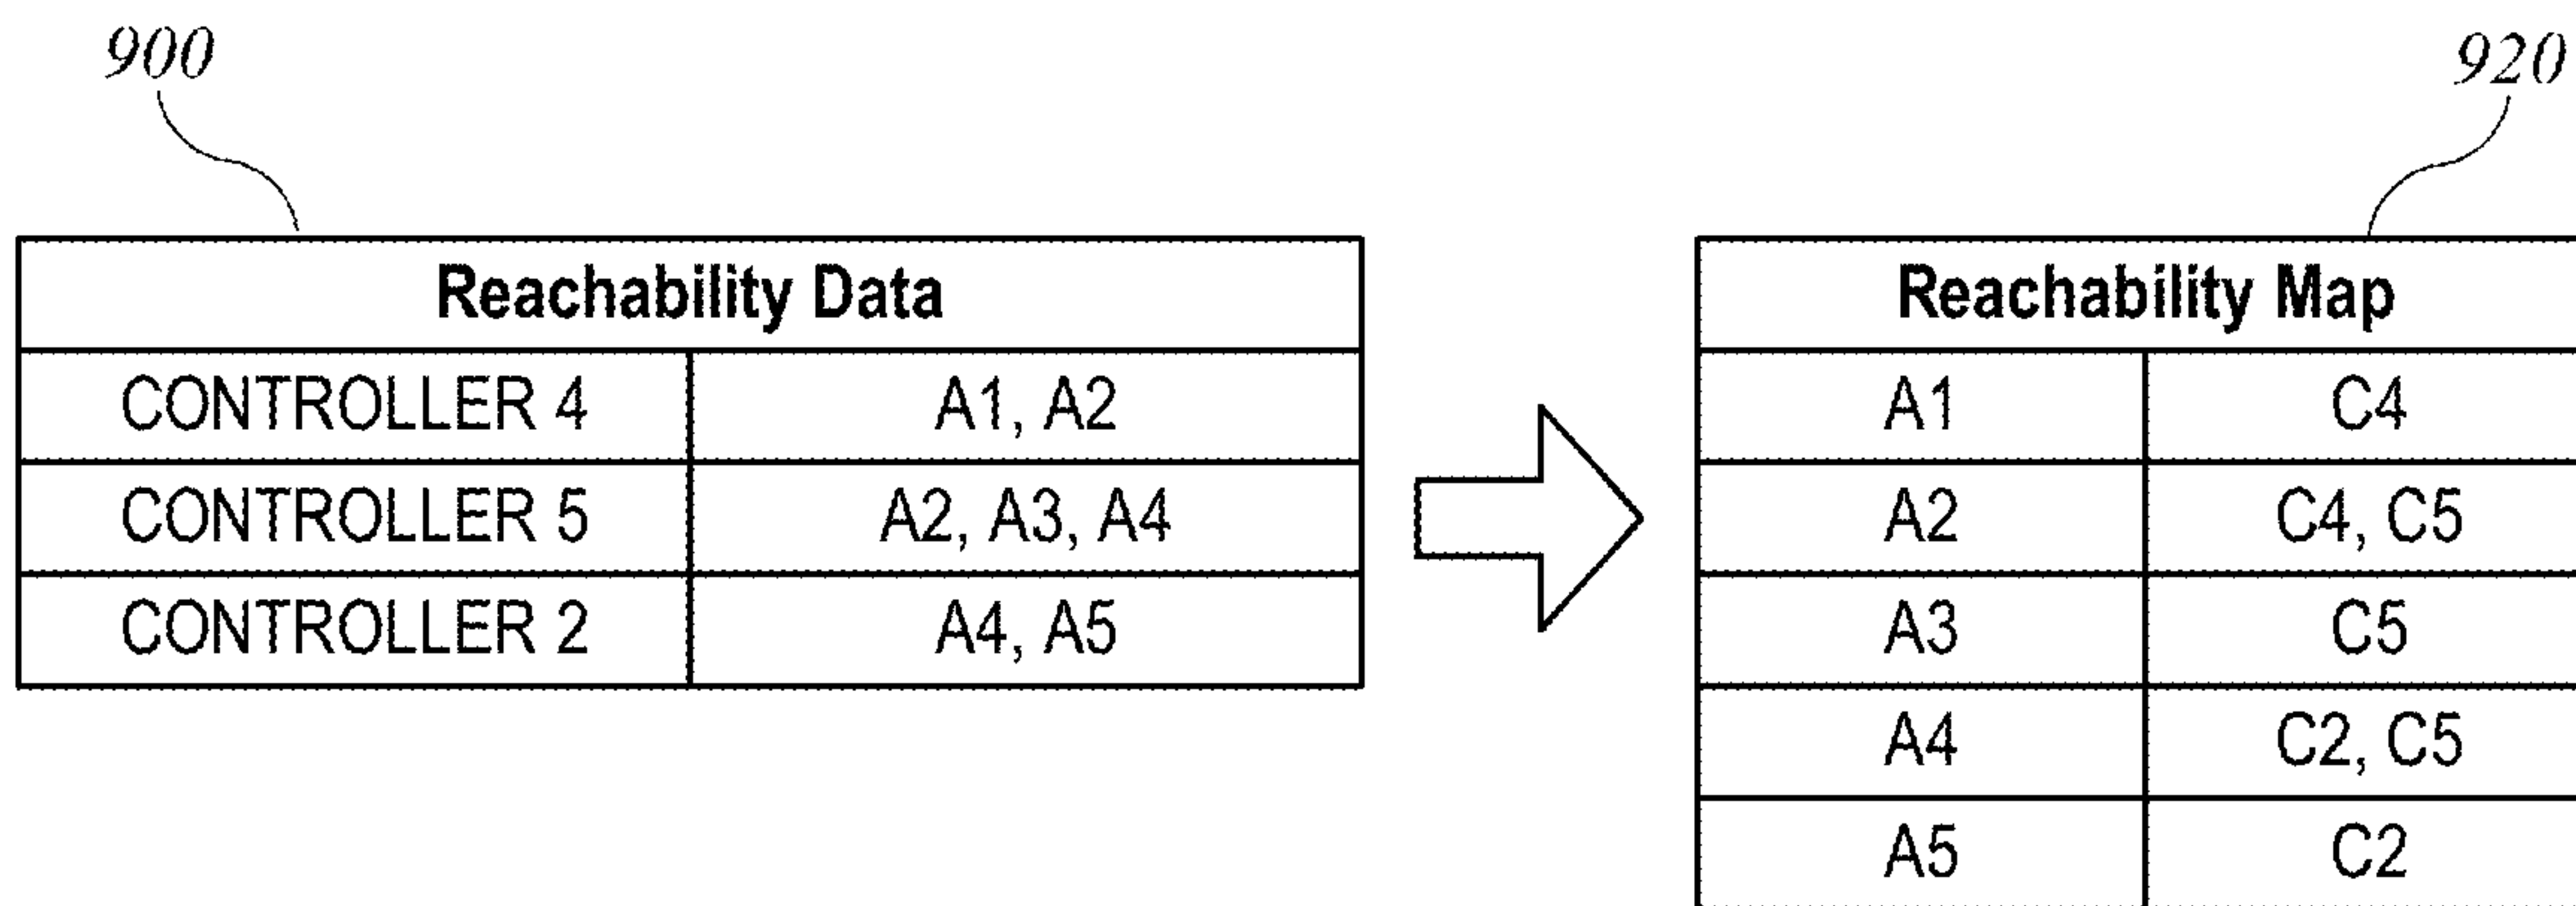 900
920
Reachability Data
CONTROLLER 4 A1, A2
CONTROLLER 5 A2, A3, A4
CONTROLLER 2 A4, A5
Reachability Map
A1 C4
A2 C4, C5
A3 C5
A4 C2, C5
A5 C2